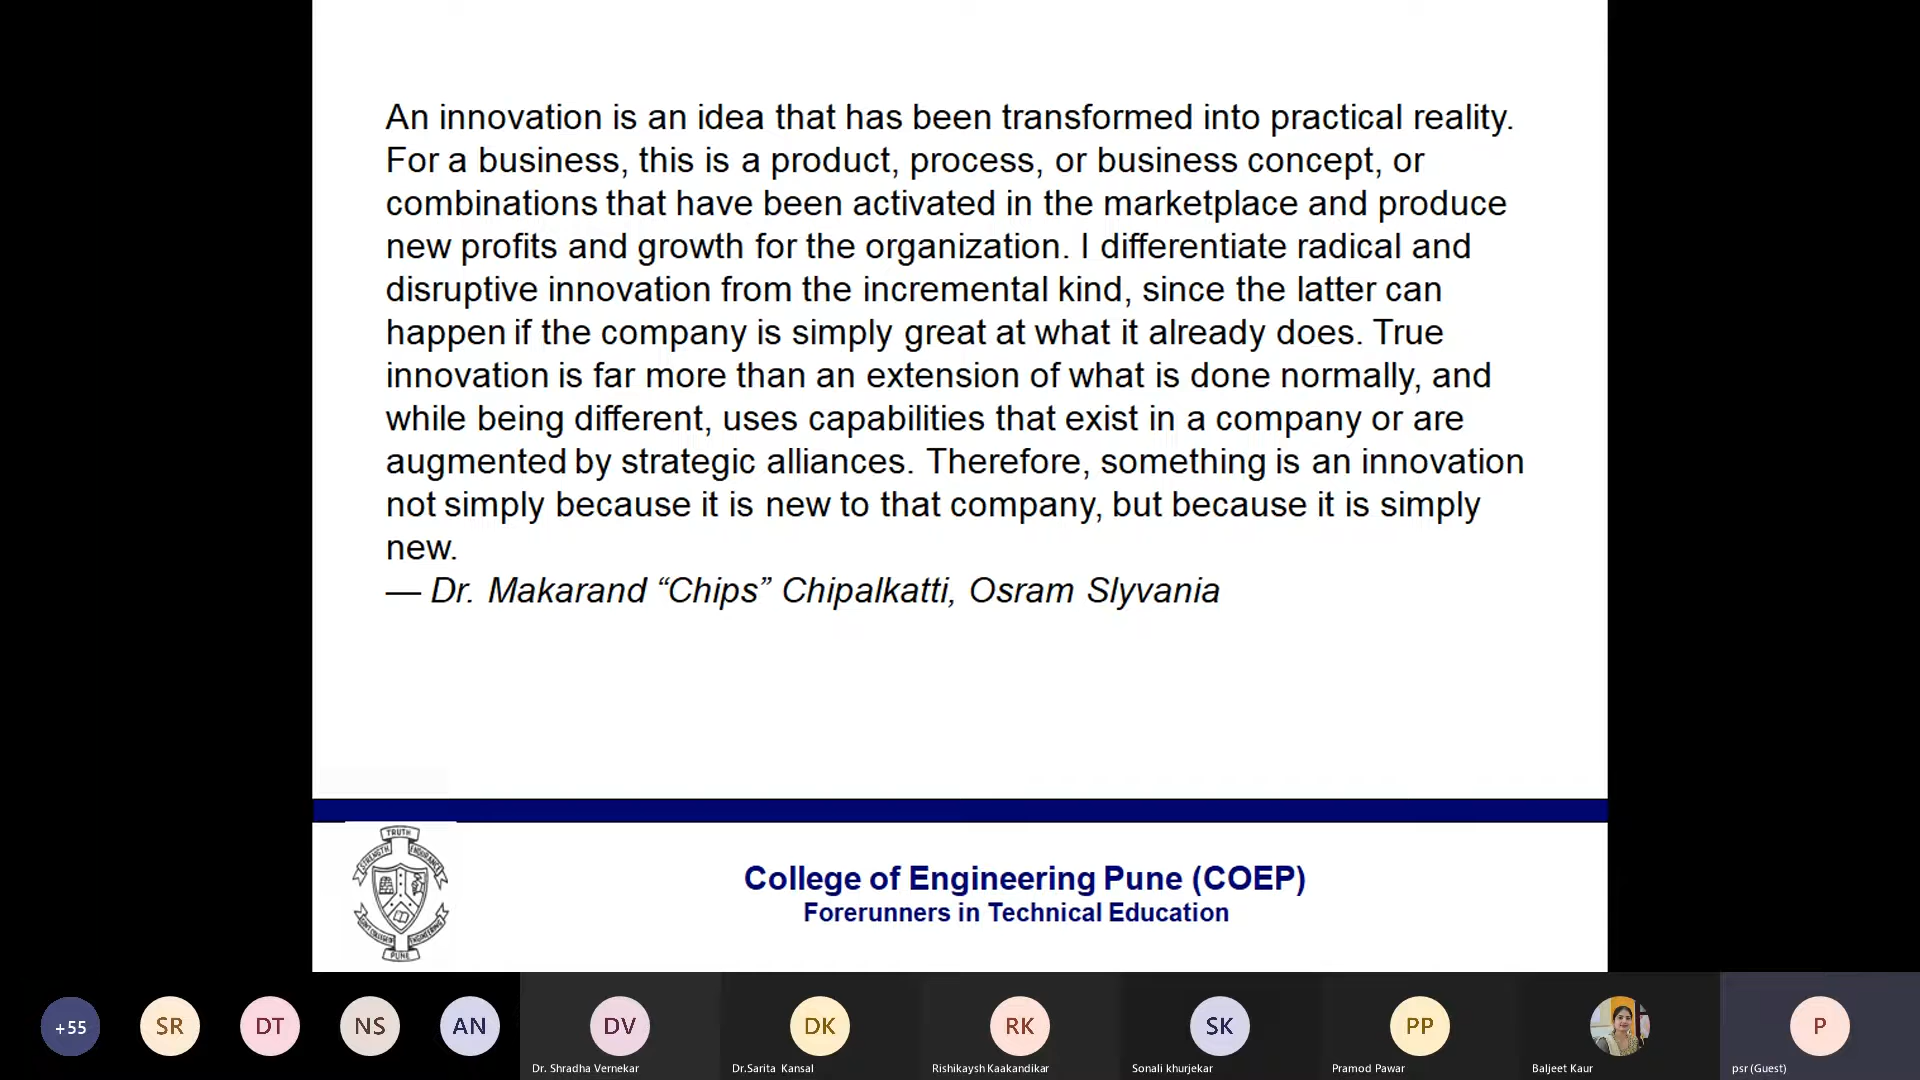 An innovation is an idea that has been transformed into practical reality.
For a business, this is a product, process, or business concept, or
combinations that have been activated in the marketplace and produce
new profits and growth for the organization. I differentiate radical and
disruptive innovation from the incremental kind, since the latter can
happen if the company is simply great at what it already does. True
innovation is far more than an extension of what is done normally, and
while being different, uses capabilities that exist in a company or are
augmented by strategic alliances. Therefore, something is an innovation
not simply because it is new to that company, but because it is simply
new.
— Dr. Makarand “Chips” Chipalkatti, Osram Slyvania
TRUTH
STRENGTH
ENDURANCE
GOVT COLLEGE OF
ENGINEERING
PUNE
College of Engineering Pune (COEP)
Forerunners in Technical Education
+55
SR
DT
NS
AN
DV
DK
RK
SK
PP
P
Dr. Shradha Vernekar
Dr.Sarita Kansal
Rishikaysh Kaakandikar
Sonali khurjekar
Pramod Pawar
Baljeet Kaur
psr (Guest)